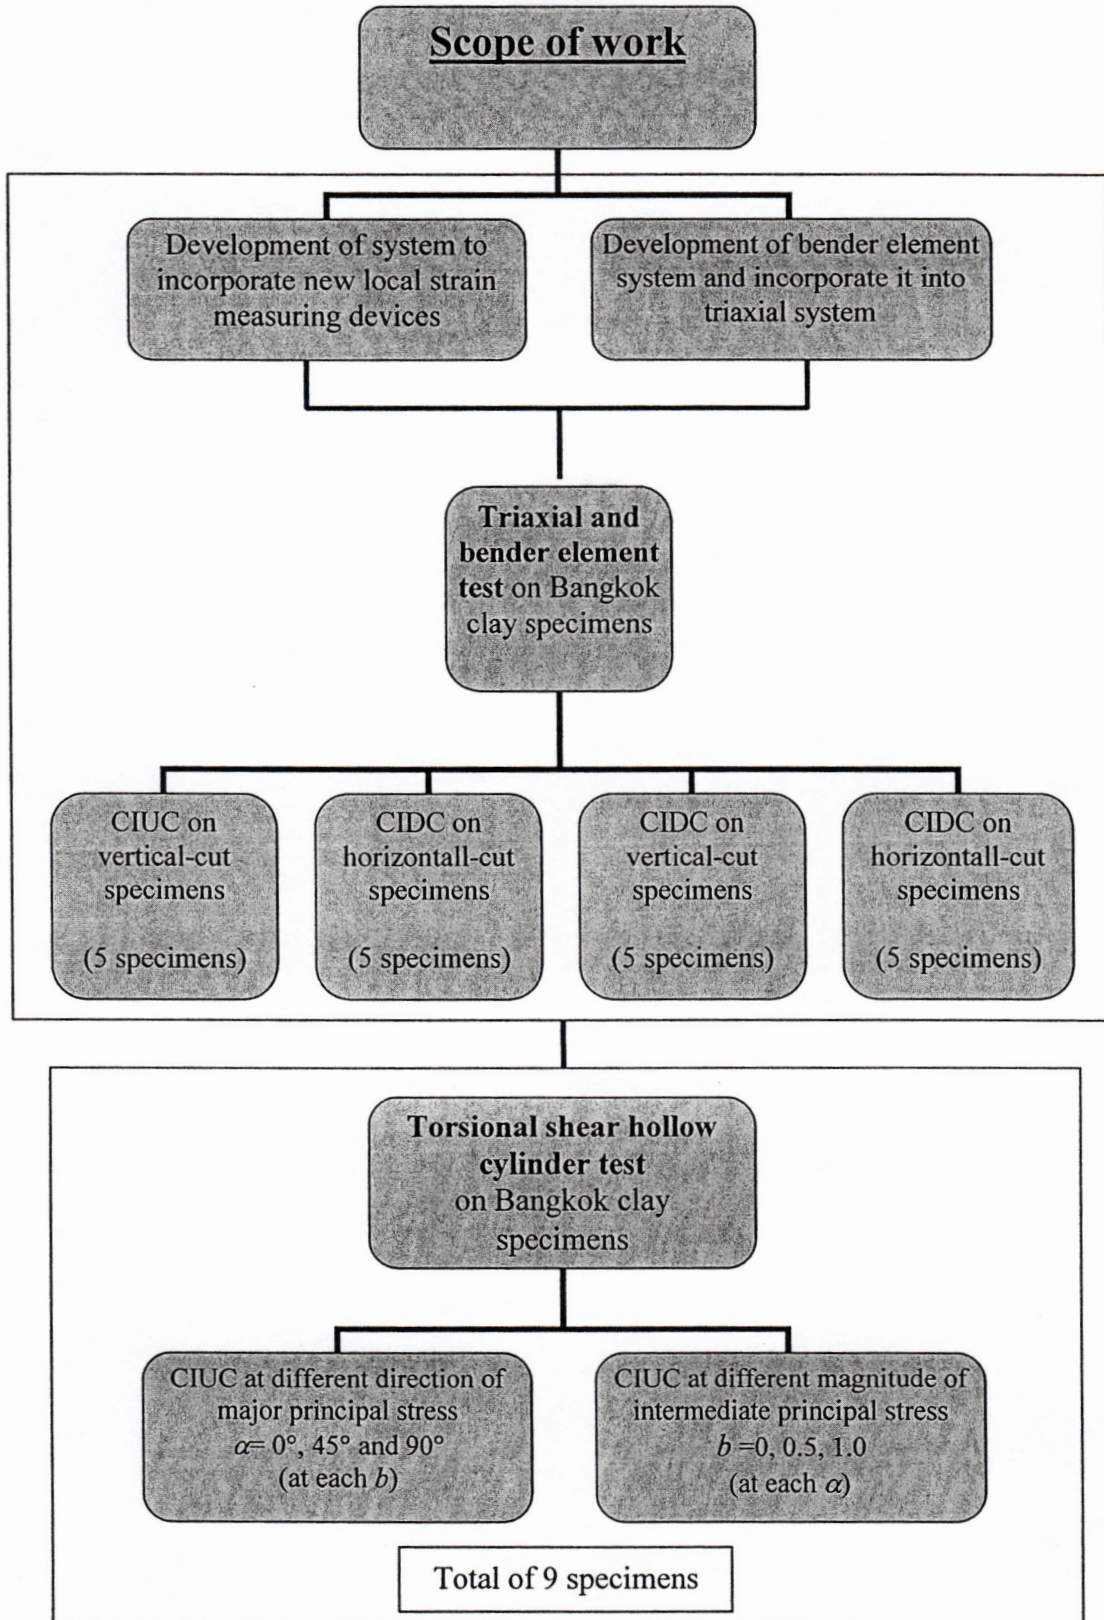 Scope of work
Development of system to
incorporate new local strain
measuring devices
Development of bender element
system and incorporate it into
triaxial system
Triaxial and
bender element
test on Bangkok
clay specimens
CIUC on
vertical-cut
specimens
(5 specimens)
CIDC on
horizontall-cut
specimens
(5 specimens)
CIDC on
vertical-cut
specimens
(5 specimens)
CIDC on
horizontall-cut
specimens
(5 specimens)
Torsional shear hollow
cylinder test
on Bangkok clay
specimens
CIUC at different direction of
major principal stress
α= 0°, 45° and 90°
(at each b)
CIUC at different magnitude of
intermediate principal stress
b =0, 0.5, 1.0
(at each α)
Total of 9 specimens